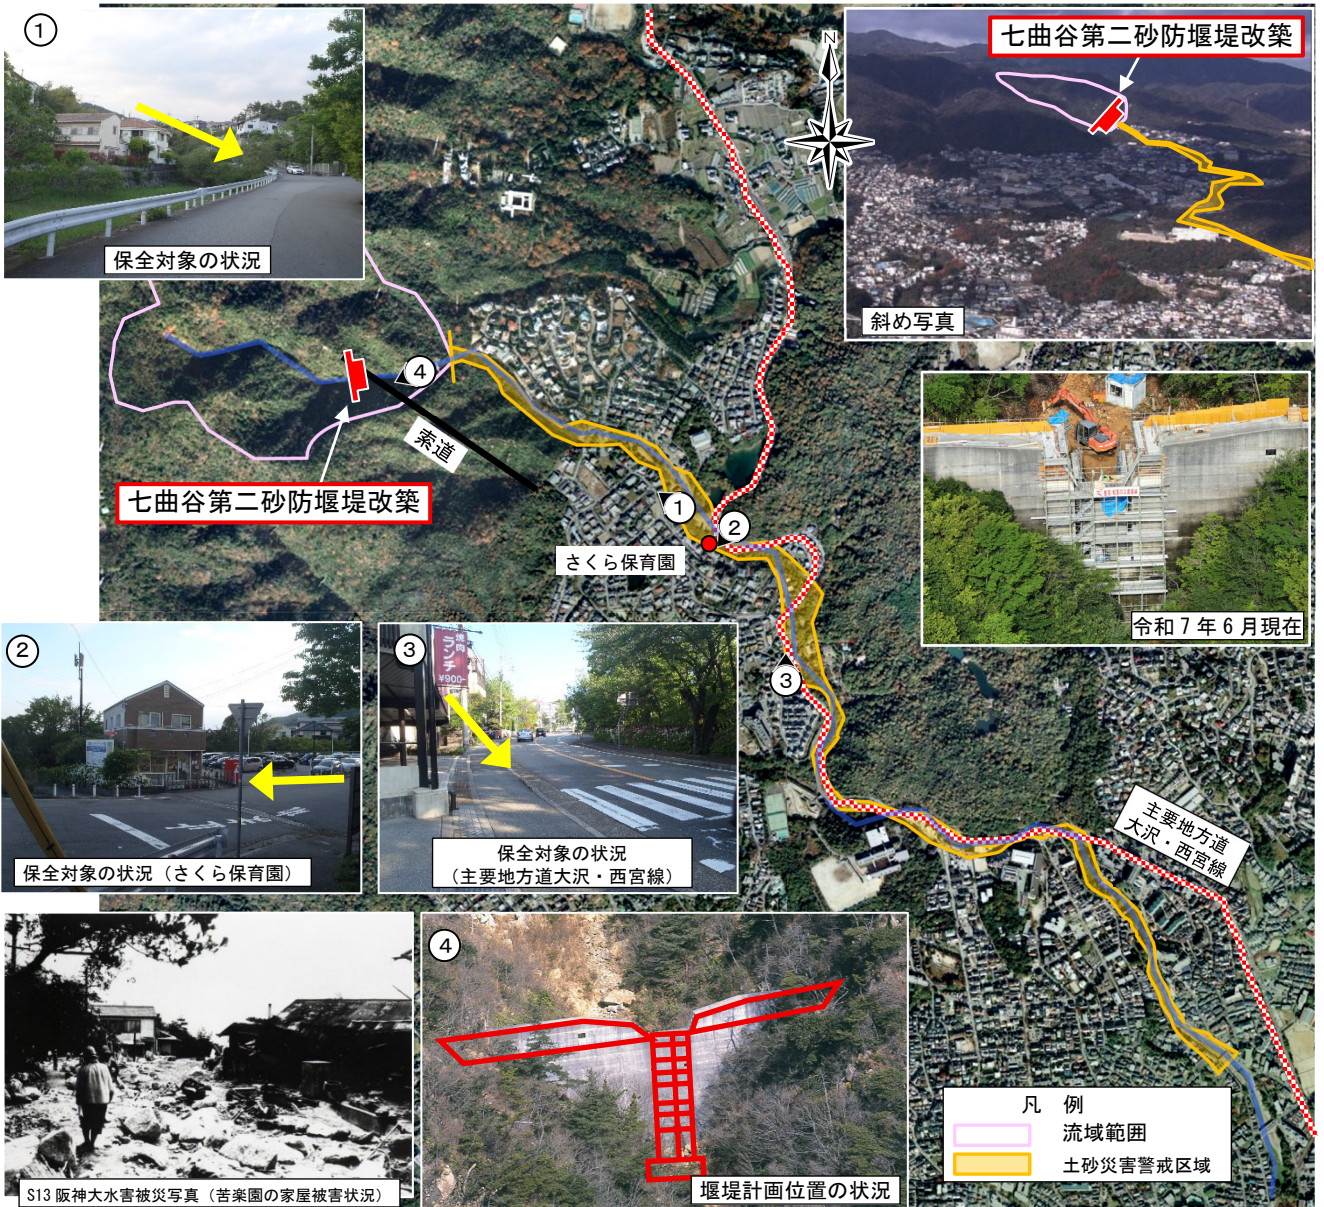 ①
保全対象の状況
N
七曲谷第二砂防堰堤改築
斜め写真
④
索道
七曲谷第二砂防堰堤改築
①
②
さくら保育園
③
令和7年6月現在
②
保全対象の状況（さくら保育園）
③
焼肉
ランチ
¥900-
保全対象の状況
（主要地方道大沢・西宮線）
主要地方道
大沢・西宮線
S13 阪神大水害被災写真（苦楽園の家屋被害状況）
④
堰堤計画位置の状況
凡 例
流域範囲
土砂災害警戒区域